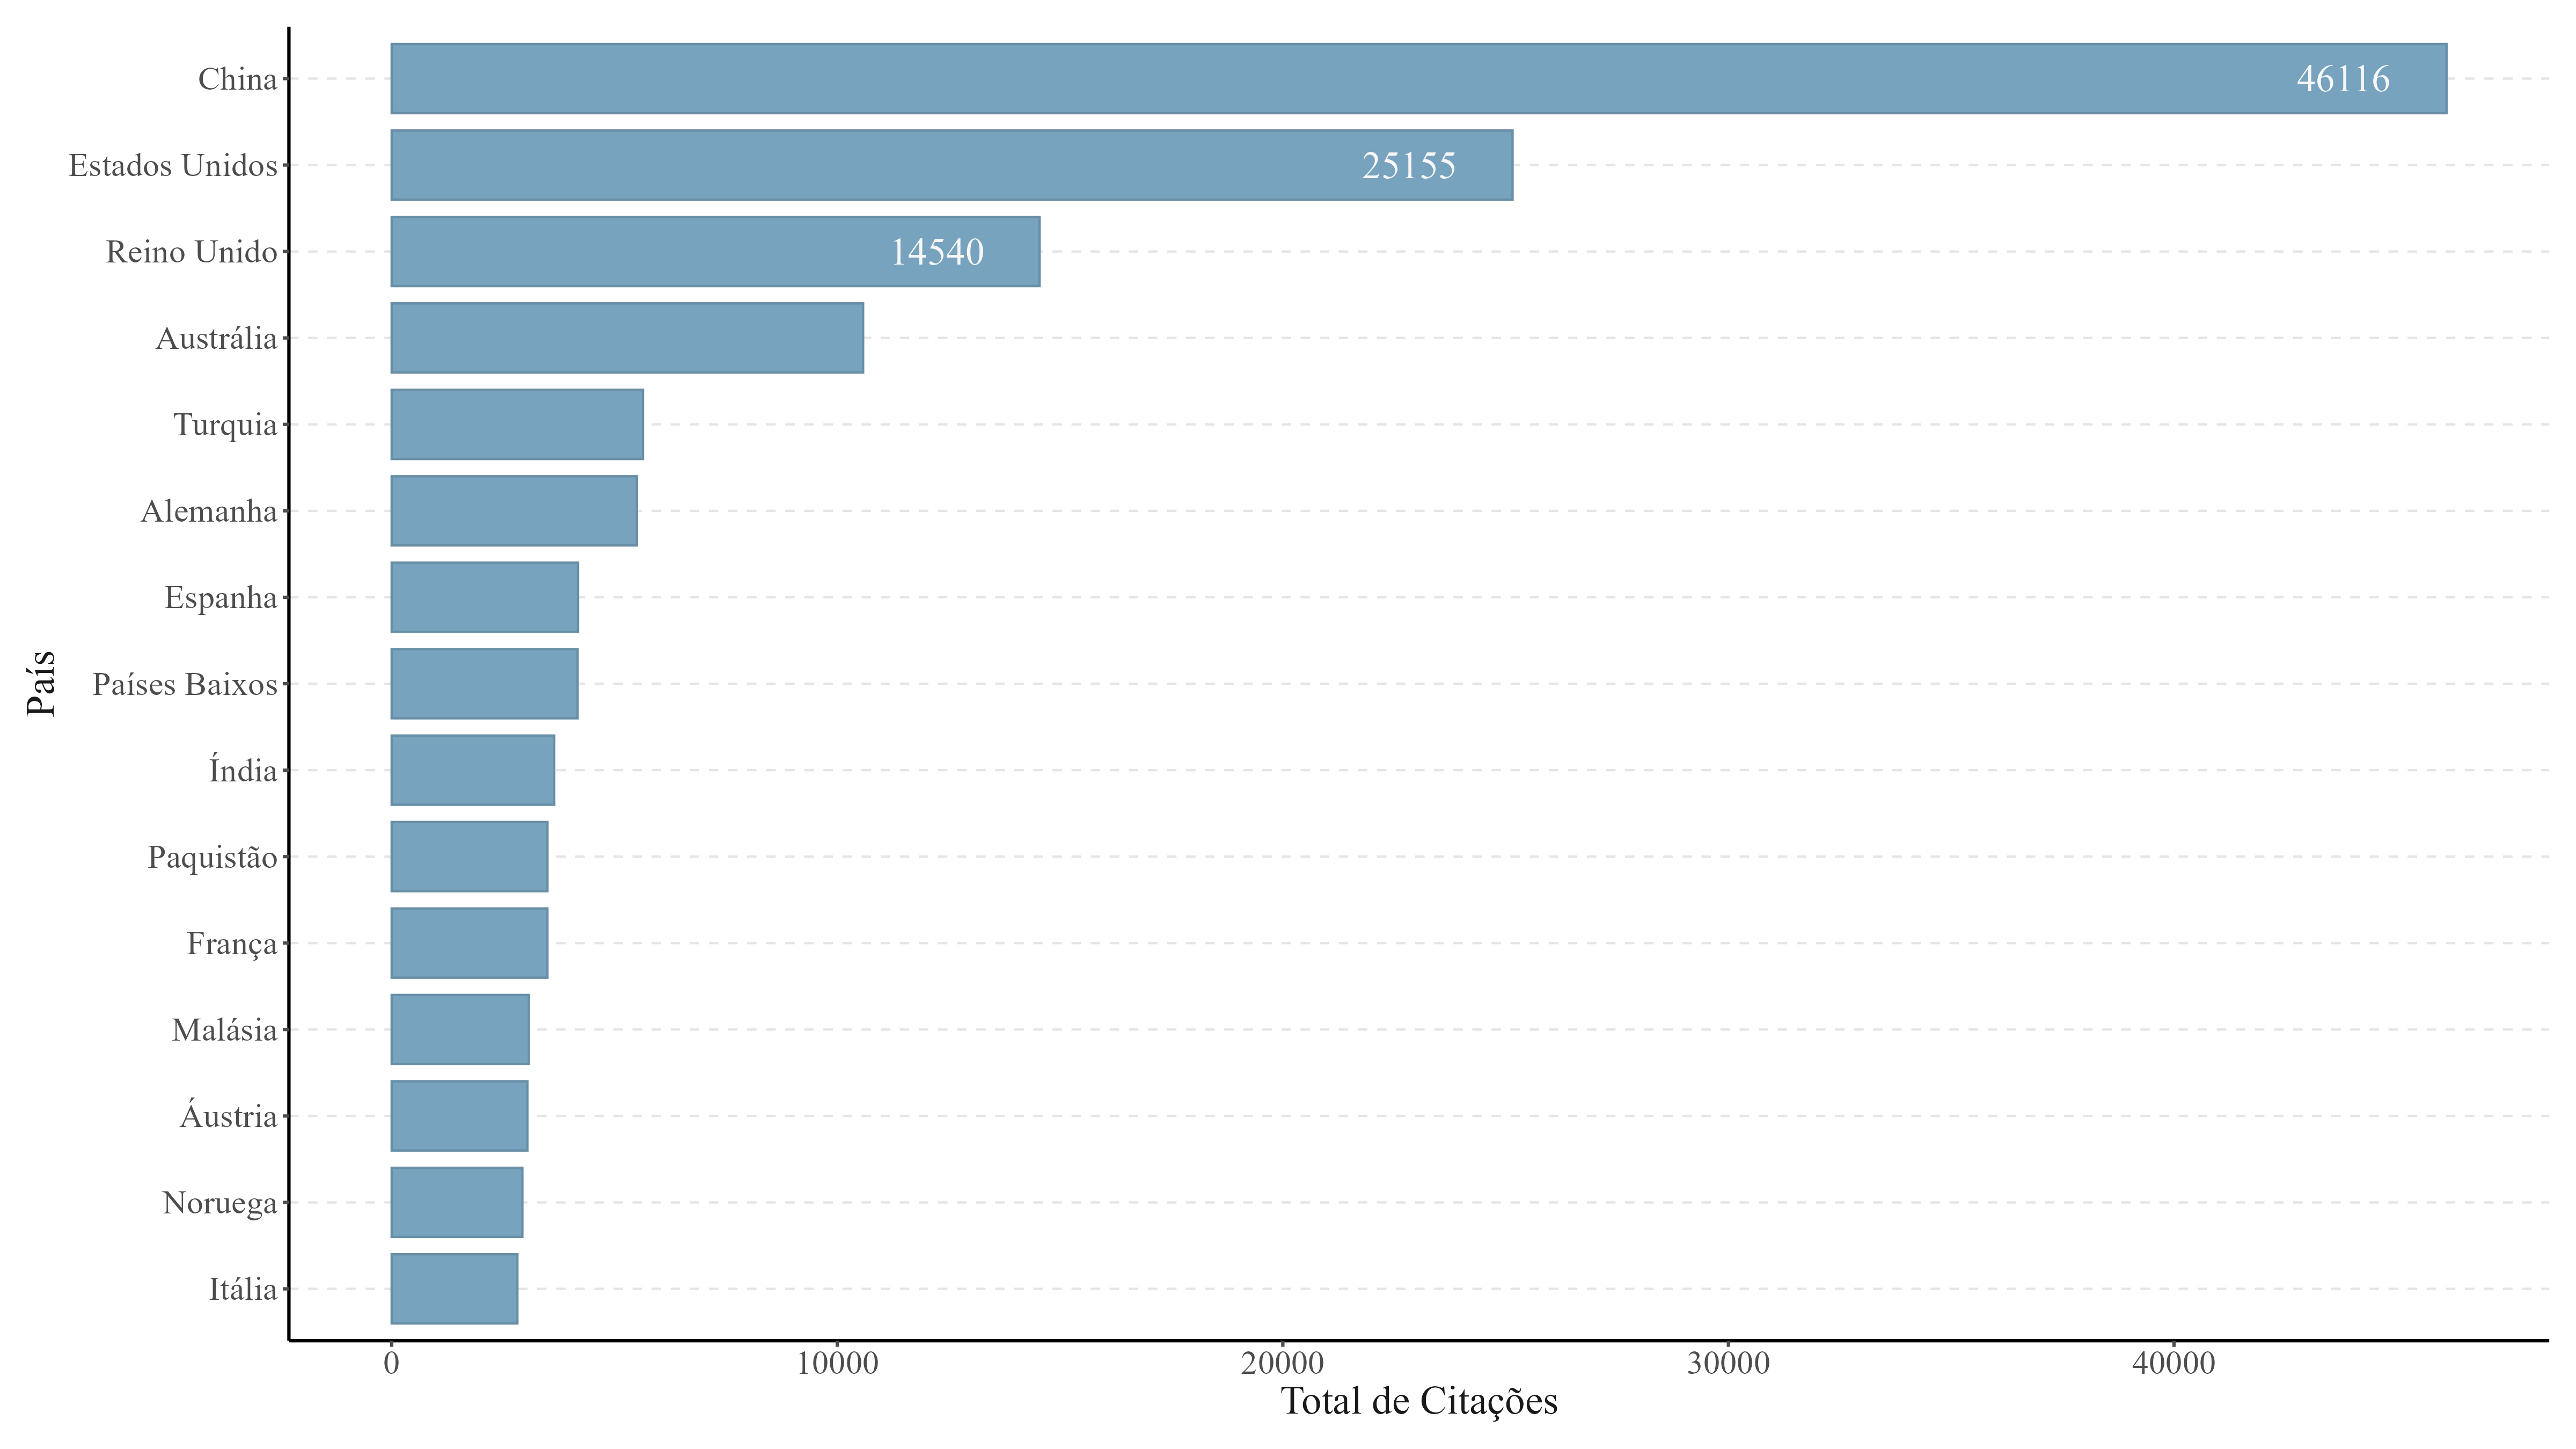 China
46116
Estados Unidos
25155
Reino Unido
14540
Austrália
Turquia
Alemanha
Espanha
Países Baixos
Índia
Paquistão
França
Malásia
Áustria
Noruega
Itália
País
0 10000 20000 30000 40000
Total de Citações